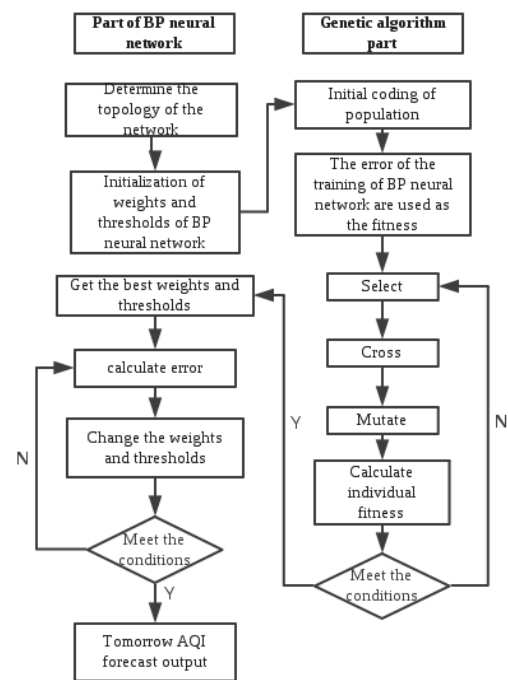 Part of BP neural
network
Genetic algorithm
part
Determine the
topology of the
network
Initialization of
weights and
thresholds of BP
neural network
Initial coding of
population
The error of the
training of BP neural
network are used as
the fitness
Select
Cross
Mutate
Calculate
individual
fitness
Meet the
conditions
Y
N
Get the best weights and
thresholds
calculate error
Change the weights
and thresholds
Meet the
conditions
N
Y
Tomorrow AQI
forecast output